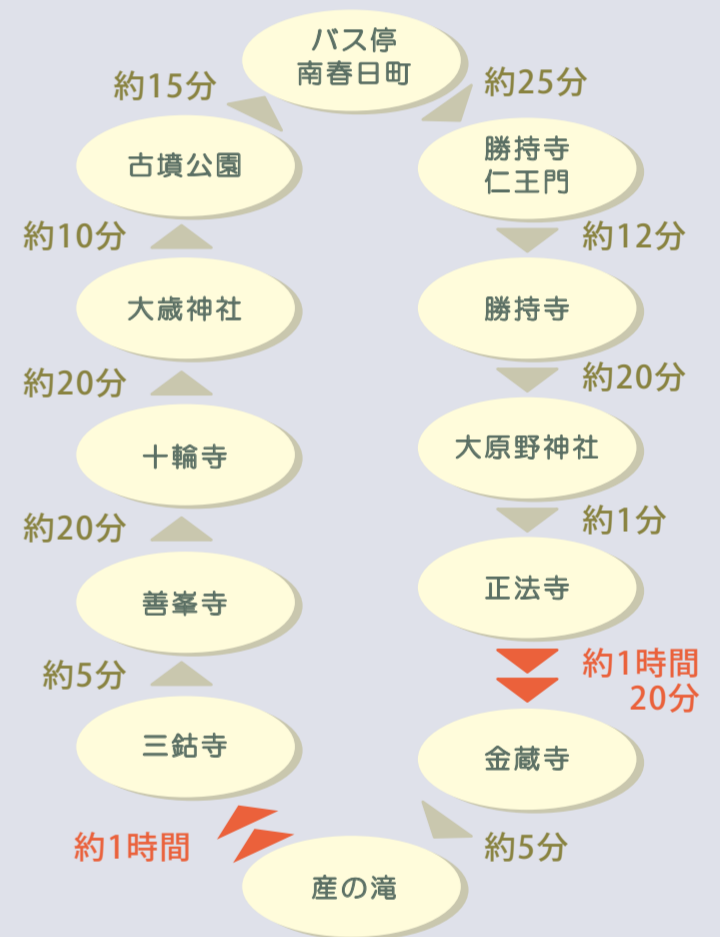 バス停
南春日町
約25分
勝持寺
仁王門
約12分
勝持寺
約20分
大原野神社
約1分
正法寺
約1時間
20分
金蔵寺
約5分
産の滝
約1時間
三鈷寺
約5分
善峯寺
約20分
十輪寺
約20分
大歳神社
約10分
古墳公園
約15分